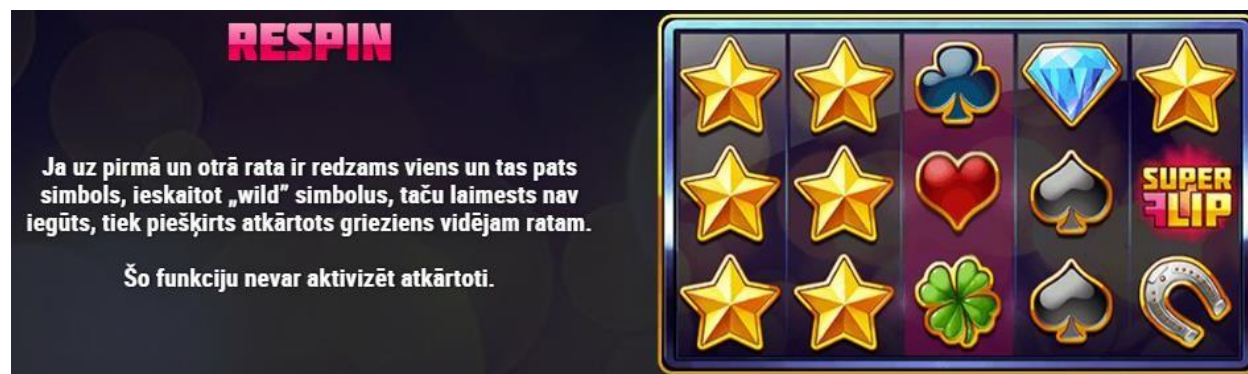 RESPIN
Ja uz pirmā un otrā rata ir redzams viens un tas pats
simbols, ieskaitot „wild” simbolus, taču laimests nav
iegūts, tiek piešķirts atkārtots grieziens vidējam ratam.
Šo funkciju nevar aktivizēt atkārtoti.
SUPER
FLIP